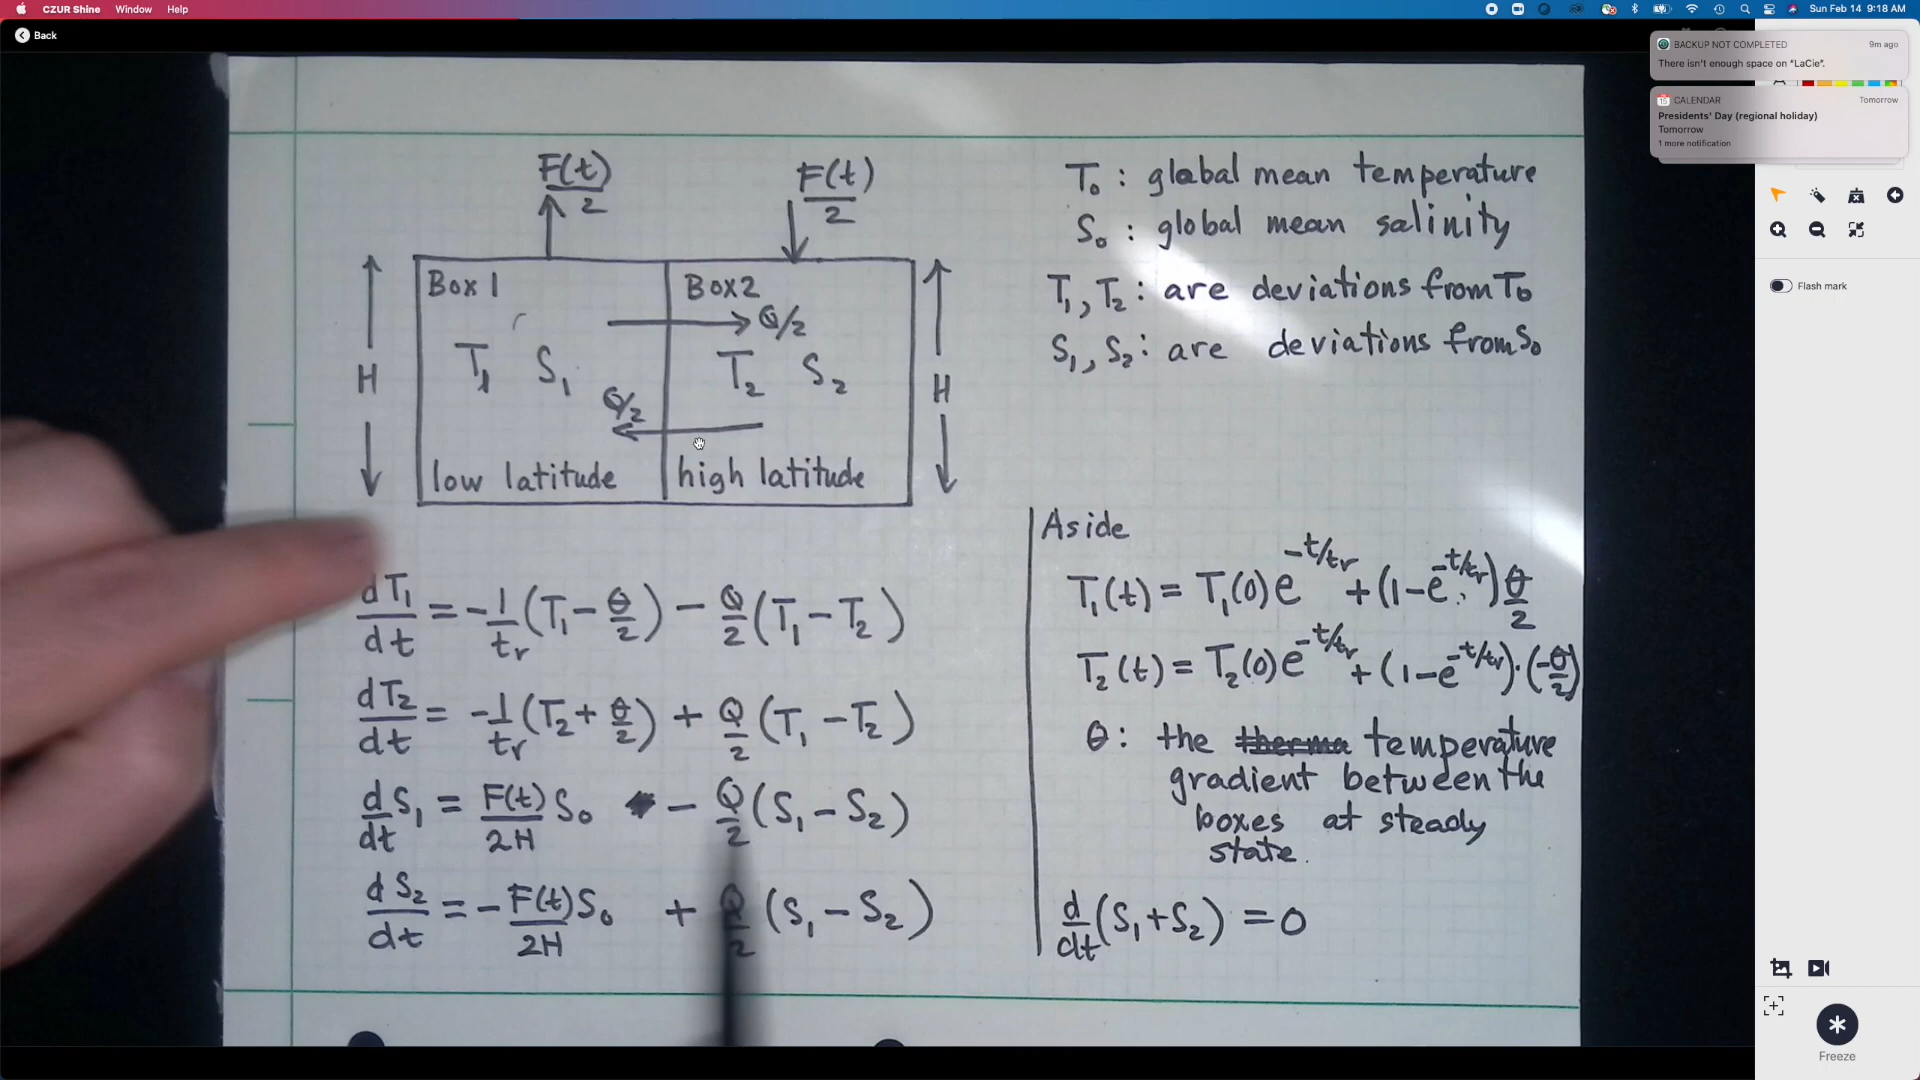 CZUR Shine Window Help
Sun Feb 14 9:18 AM
Back
BACKUP NOT COMPLETED 9m ago
There isn't enough space on "LaCie".
CALENDAR Tomorrow
Presidents' Day (regional holiday)
Tomorrow
1 more notification
Flash mark
Freeze
F(t)/2 F(t)/2
Box 1 Box 2
Q/2
H T₁ S₁ T₂ S₂ H
Q/2
low latitude high latitude
T₀ : global mean temperature
S₀ : global mean salinity
T₁, T₂ : are deviations from T₀
S₁, S₂ : are deviations from S₀
dT₁/dt = -1/tr (T₁ - θ/2) - Q/2 (T₁ - T₂)
dT₂/dt = -1/tr (T₂ + θ/2) + Q/2 (T₁ - T₂)
d/dt S₁ = F(t)/2H S₀ - Q/2 (S₁ - S₂)
dS₂/dt = - F(t)S₀/2H + Q/2 (S₁ - S₂)
Aside
T₁(t) = T₁(0)e^(-t/tr) + (1-e^(-t/tr)) θ/2
T₂(t) = T₂(0)e^(-t/tr) + (1-e^(-t/tr))·(-θ/2)
θ: the therma temperature
gradient between the
boxes at steady
state.
d/dt (S₁+S₂) = 0